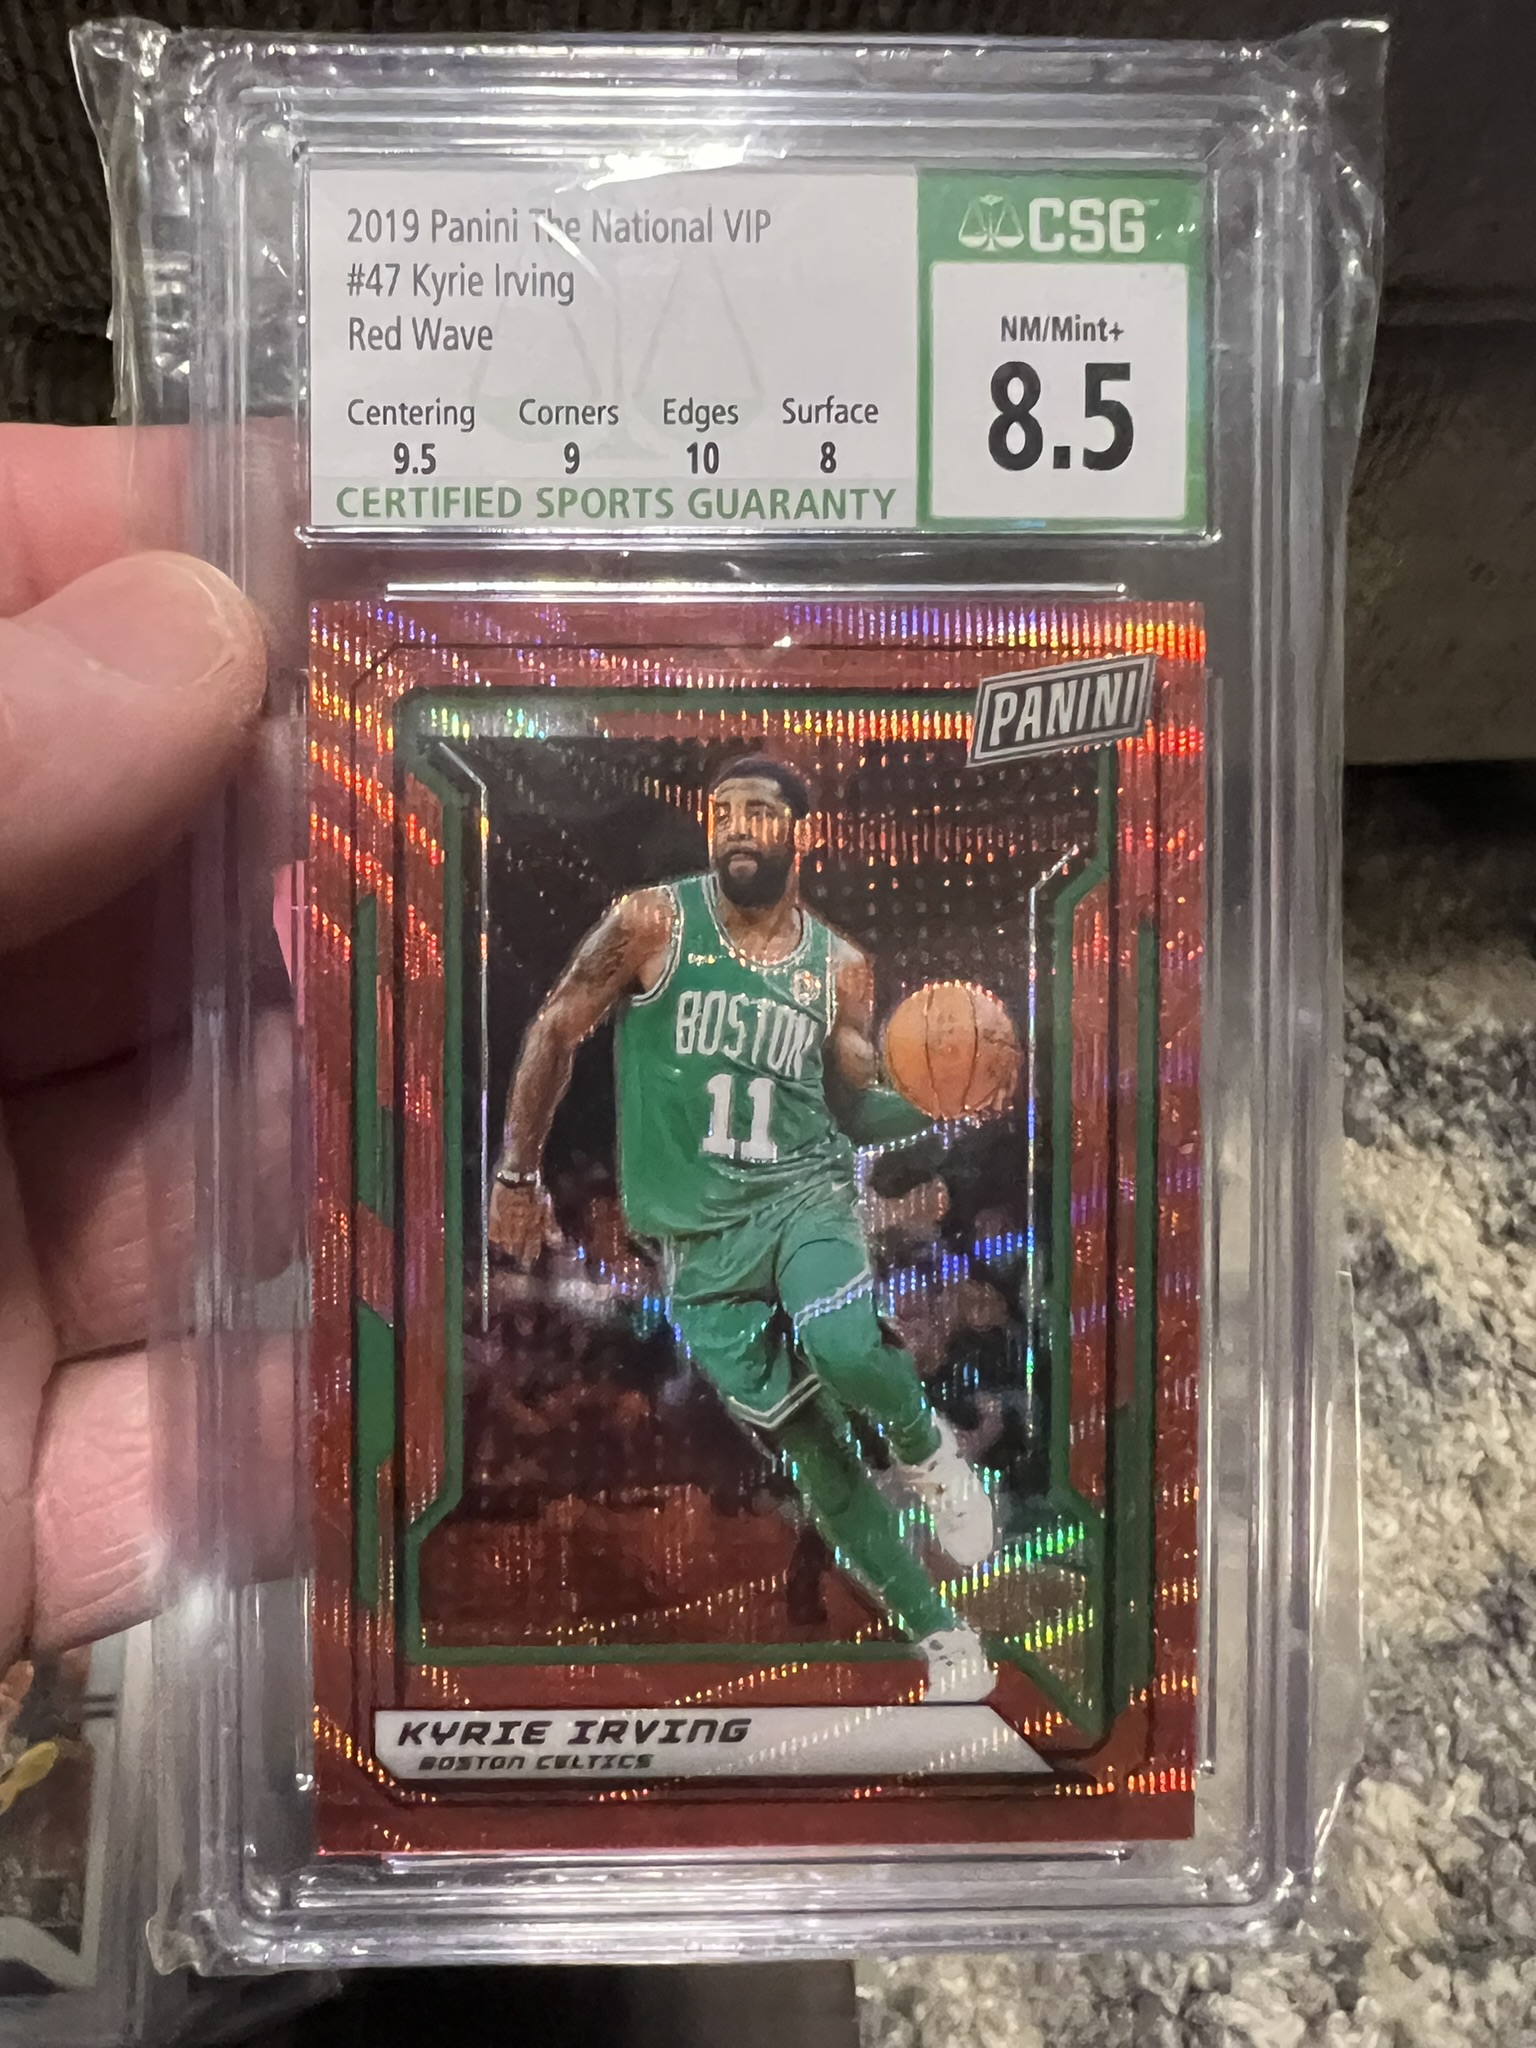 2019 Panini The National VIP
#47 Kyrie Irving
Red Wave
CSG
NM/Mint+
8.5
Centering Corners Edges Surface
9.5 9 10 8
CERTIFIED SPORTS GUARANTY
PANINI
BOSTON
11
KYRIE IRVING
BOSTON CELTICS